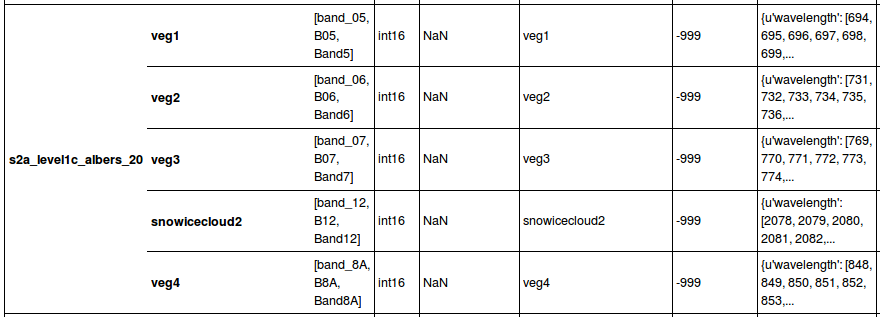 veg1 [band_05, B05, Band5] int16 NaN veg1 -999 {u'wavelength': [694, 695, 696, 697, 698, 699,...
veg2 [band_06, B06, Band6] int16 NaN veg2 -999 {u'wavelength': [731, 732, 733, 734, 735, 736,...
s2a_level1c_albers_20 veg3 [band_07, B07, Band7] int16 NaN veg3 -999 {u'wavelength': [769, 770, 771, 772, 773, 774,...
snowicecloud2 [band_12, B12, Band12] int16 NaN snowicecloud2 -999 {u'wavelength': [2078, 2079, 2080, 2081, 2082,...
veg4 [band_8A, B8A, Band8A] int16 NaN veg4 -999 {u'wavelength': [848, 849, 850, 851, 852, 853,...